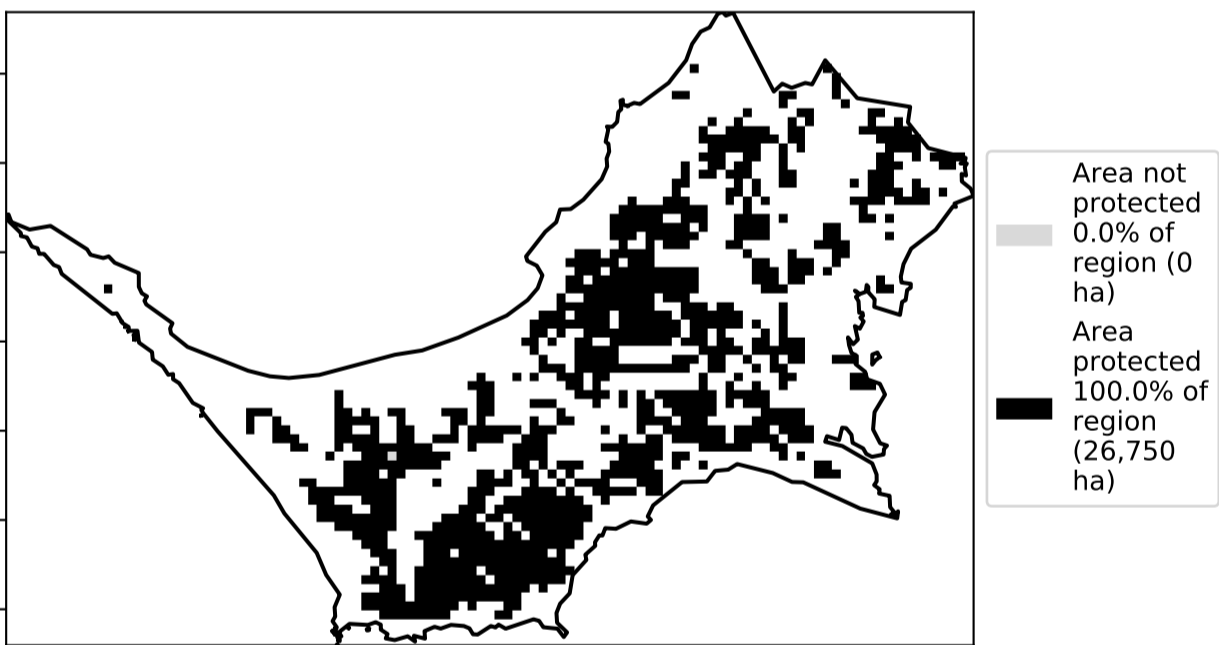 Area not
protected
0.0% of
region (0
ha)
Area
protected
100.0% of
region
(26,750
ha)